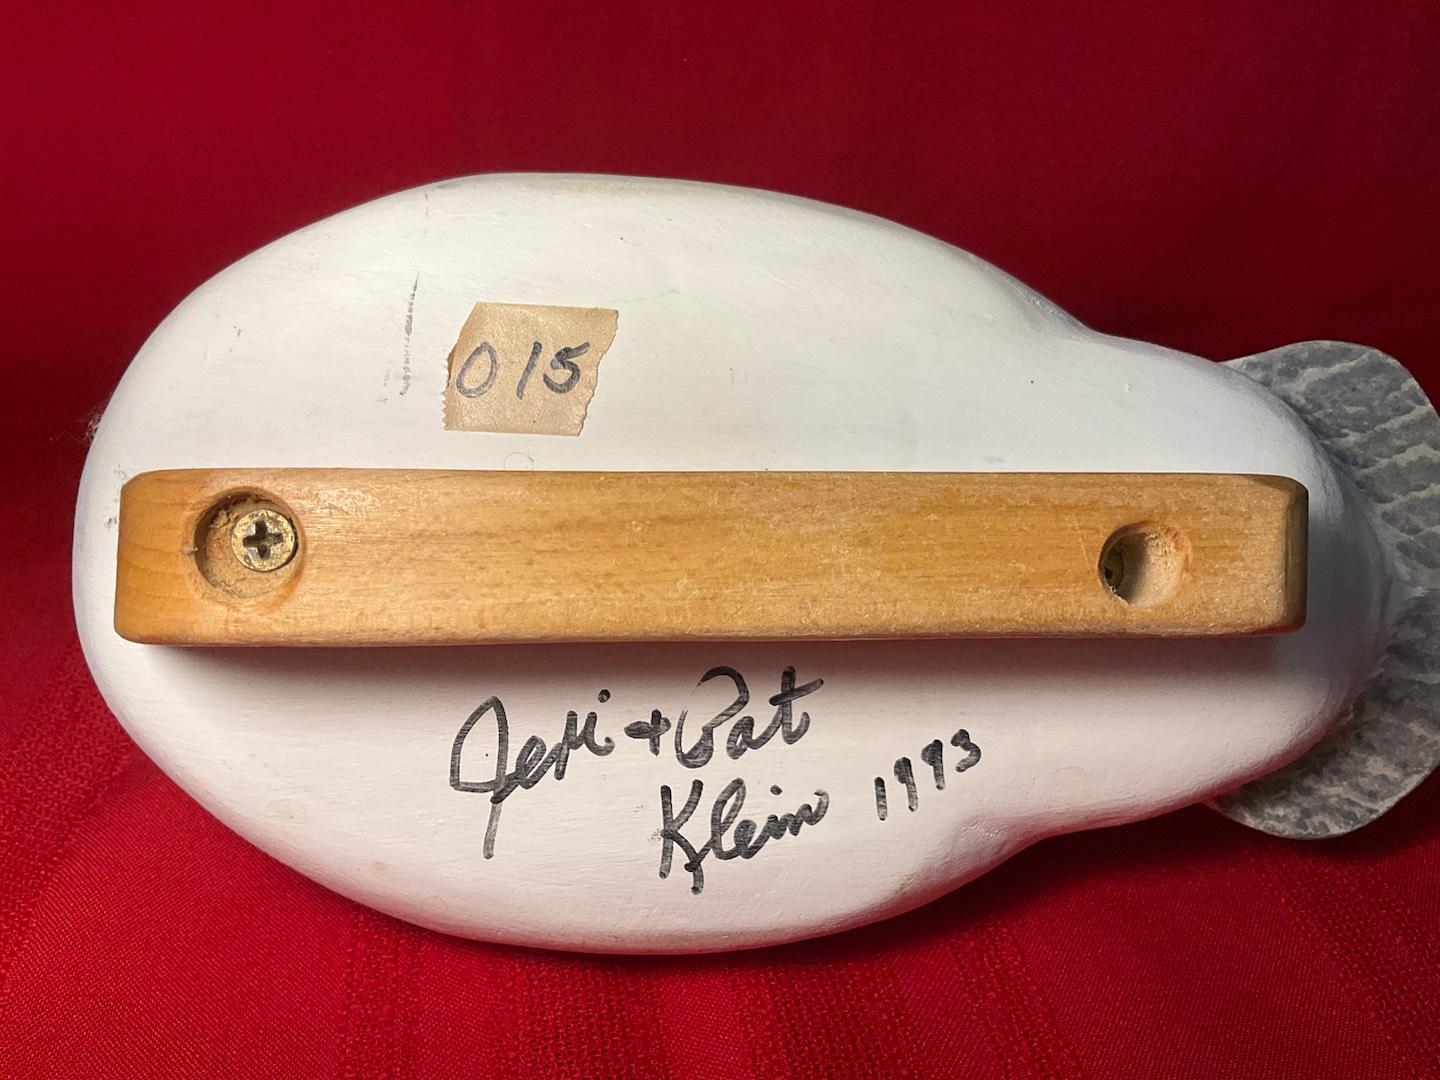 015
Jeri + Pat
Klein 1993